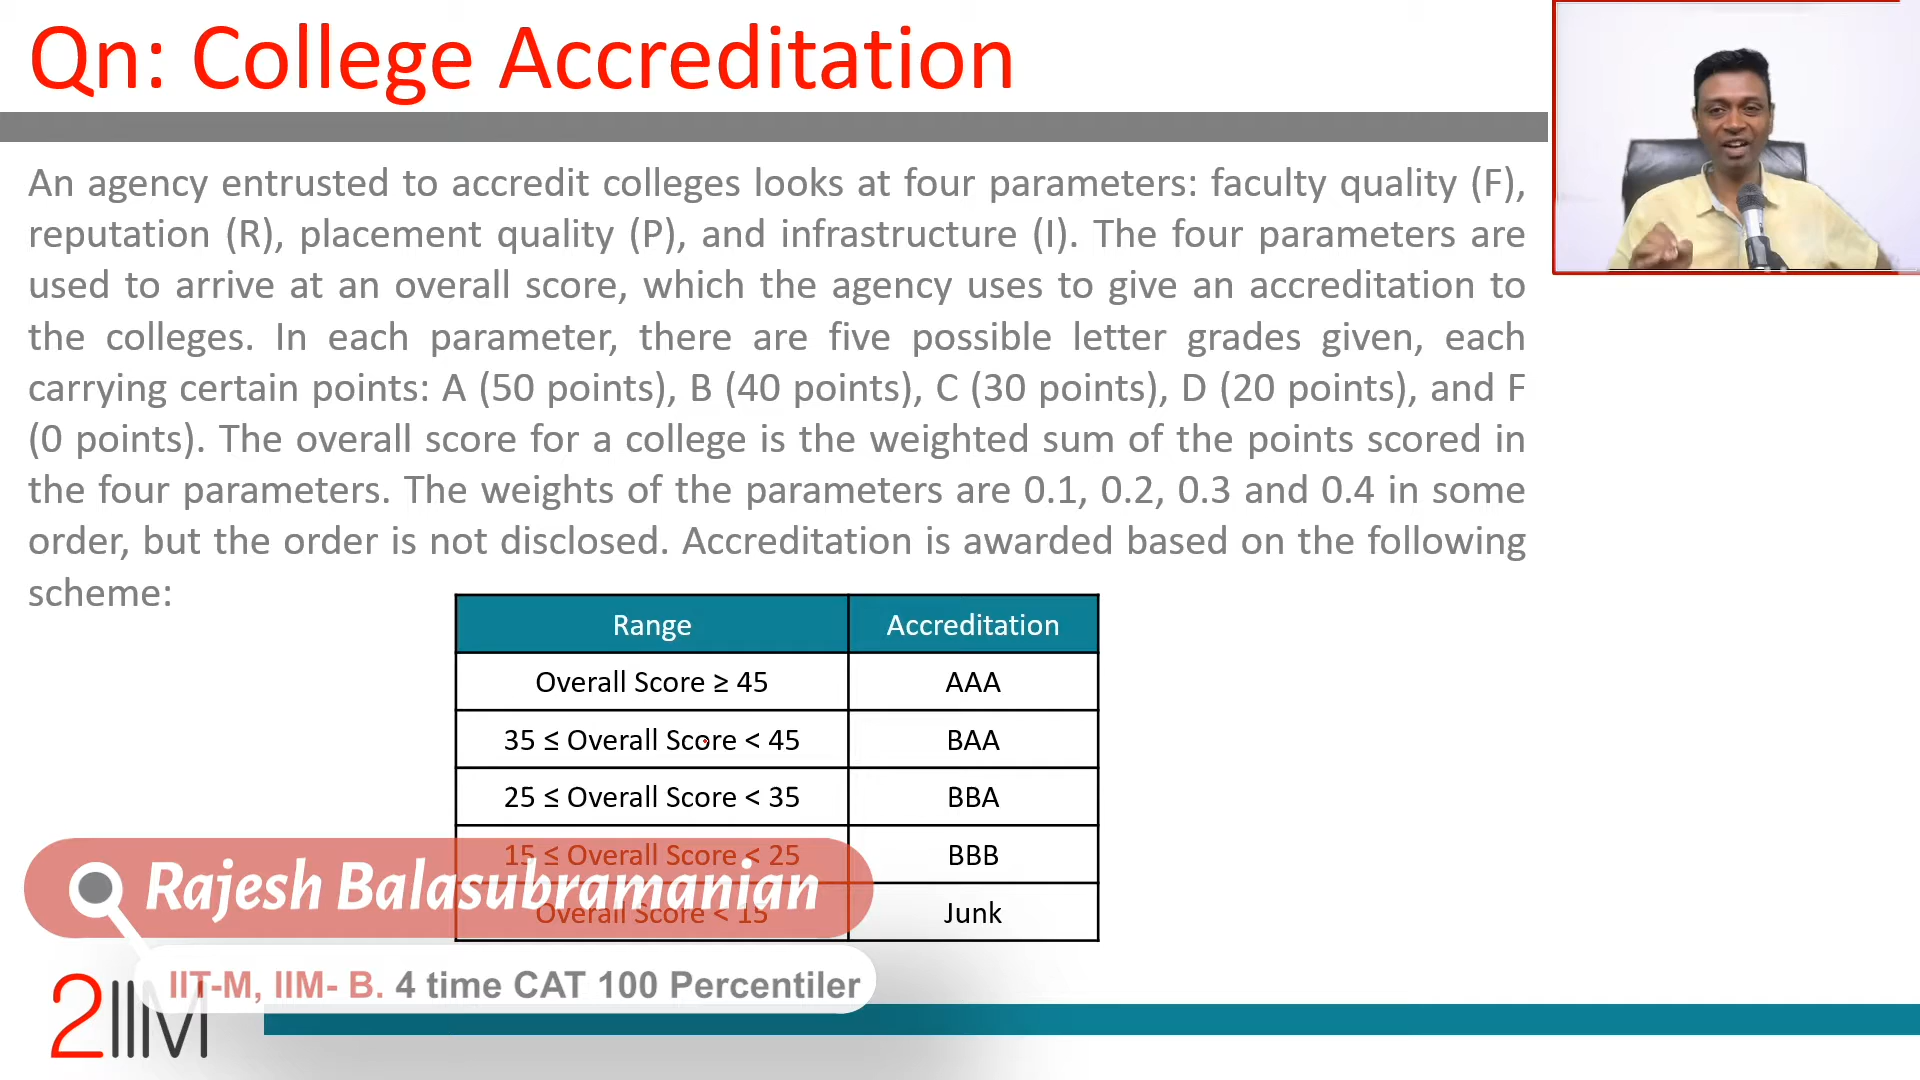 Qn: College Accreditation
An agency entrusted to accredit colleges looks at four parameters: faculty quality (F),
reputation (R), placement quality (P), and infrastructure (I). The four parameters are
used to arrive at an overall score, which the agency uses to give an accreditation to
the colleges. In each parameter, there are five possible letter grades given, each
carrying certain points: A (50 points), B (40 points), C (30 points), D (20 points), and F
(0 points). The overall score for a college is the weighted sum of the points scored in
the four parameters. The weights of the parameters are 0.1, 0.2, 0.3 and 0.4 in some
order, but the order is not disclosed. Accreditation is awarded based on the following
scheme:
Range Accreditation
Overall Score ≥ 45 AAA
35 ≤ Overall Score < 45 BAA
25 ≤ Overall Score < 35 BBA
15 ≤ Overall Score < 25 BBB
Overall Score < 15 Junk
Rajesh Balasubramanian
IIT-M, IIM- B. 4 time CAT 100 Percentiler
2IIM